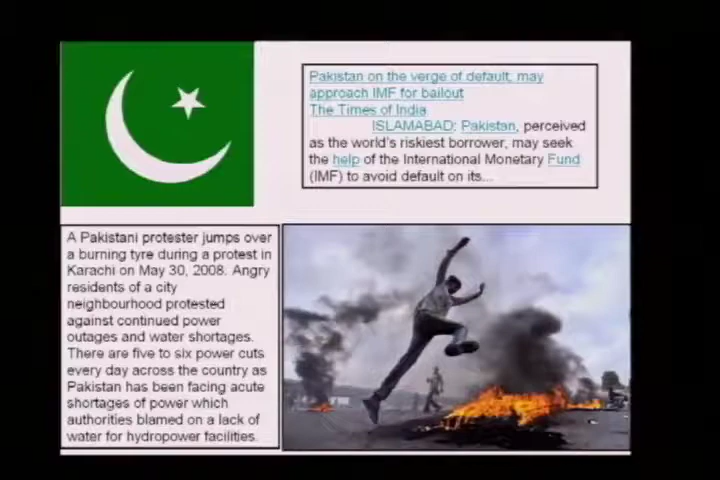 Pakistan on the verge of default, may
approach IMF for bailout
The Times of India
ISLAMABAD: Pakistan, perceived
as the world's riskiest borrower, may seek
the help of the International Monetary Fund
(IMF) to avoid default on its...
A Pakistani protester jumps over
a burning tyre during a protest in
Karachi on May 30, 2008. Angry
residents of a city
neighbourhood protested
against continued power
outages and water shortages.
There are five to six power cuts
every day across the country as
Pakistan has been facing acute
shortages of power which
authorities blamed on a lack of
water for hydropower facilities.